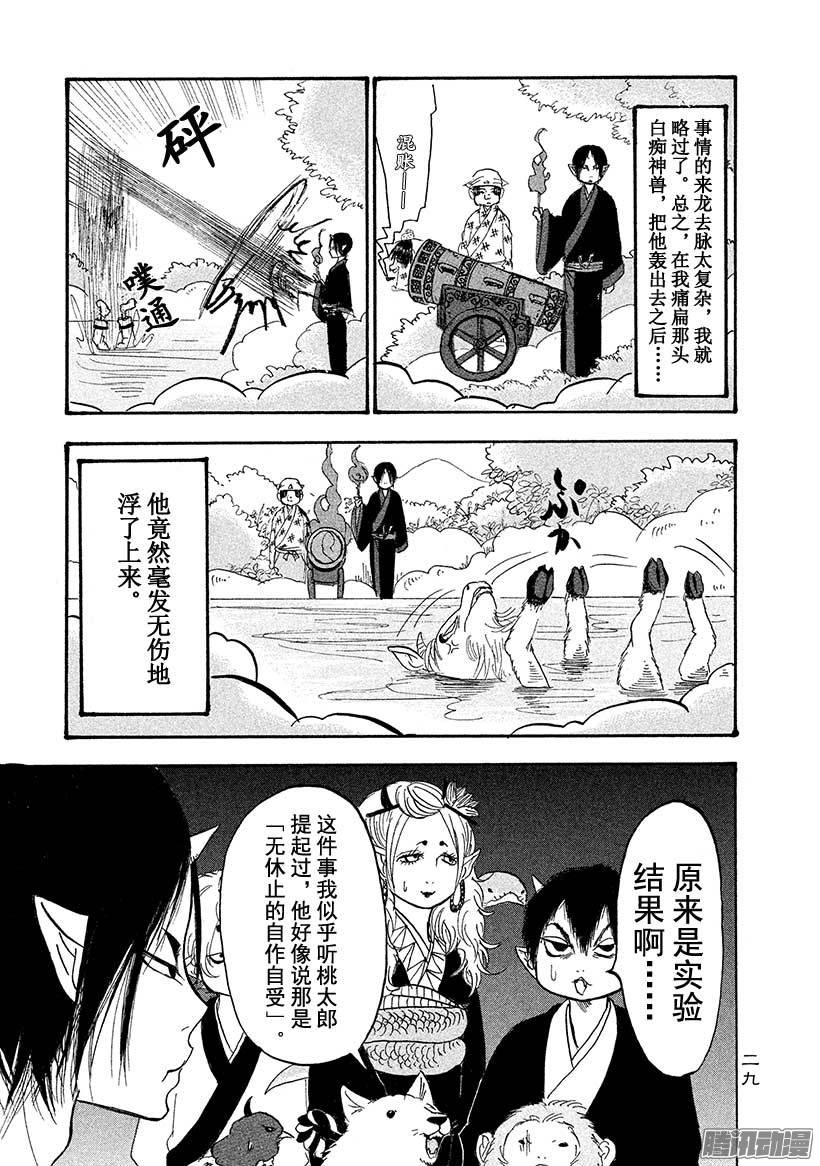 事情的来龙去脉太复杂，我就
略过了。总之，在我痛扁那头
白痴神兽，把他轰出去之后……
混账——
砰
噗
通
ぷか
他竟然毫发无伤地
浮了上来。
原来是实验
结果啊……
这件事我似乎听桃太郎
提起过，他好像说那是
「无休止的自作自受」。
二九
腾讯动漫